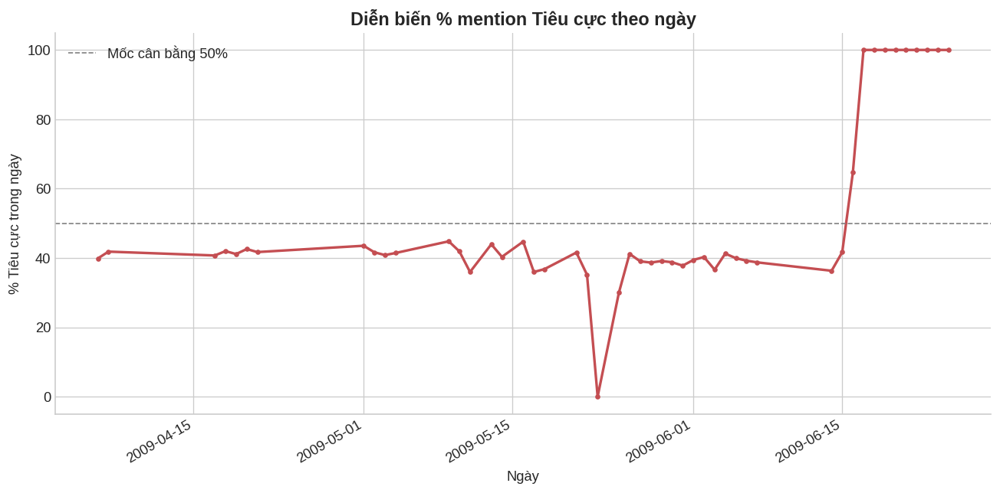 Diễn biến % mention Tiêu cực theo ngày
Mốc cân bằng 50%
% Tiêu cực trong ngày
100
80
60
40
20
0
2009-04-15
2009-05-01
2009-05-15
2009-06-01
2009-06-15
Ngày